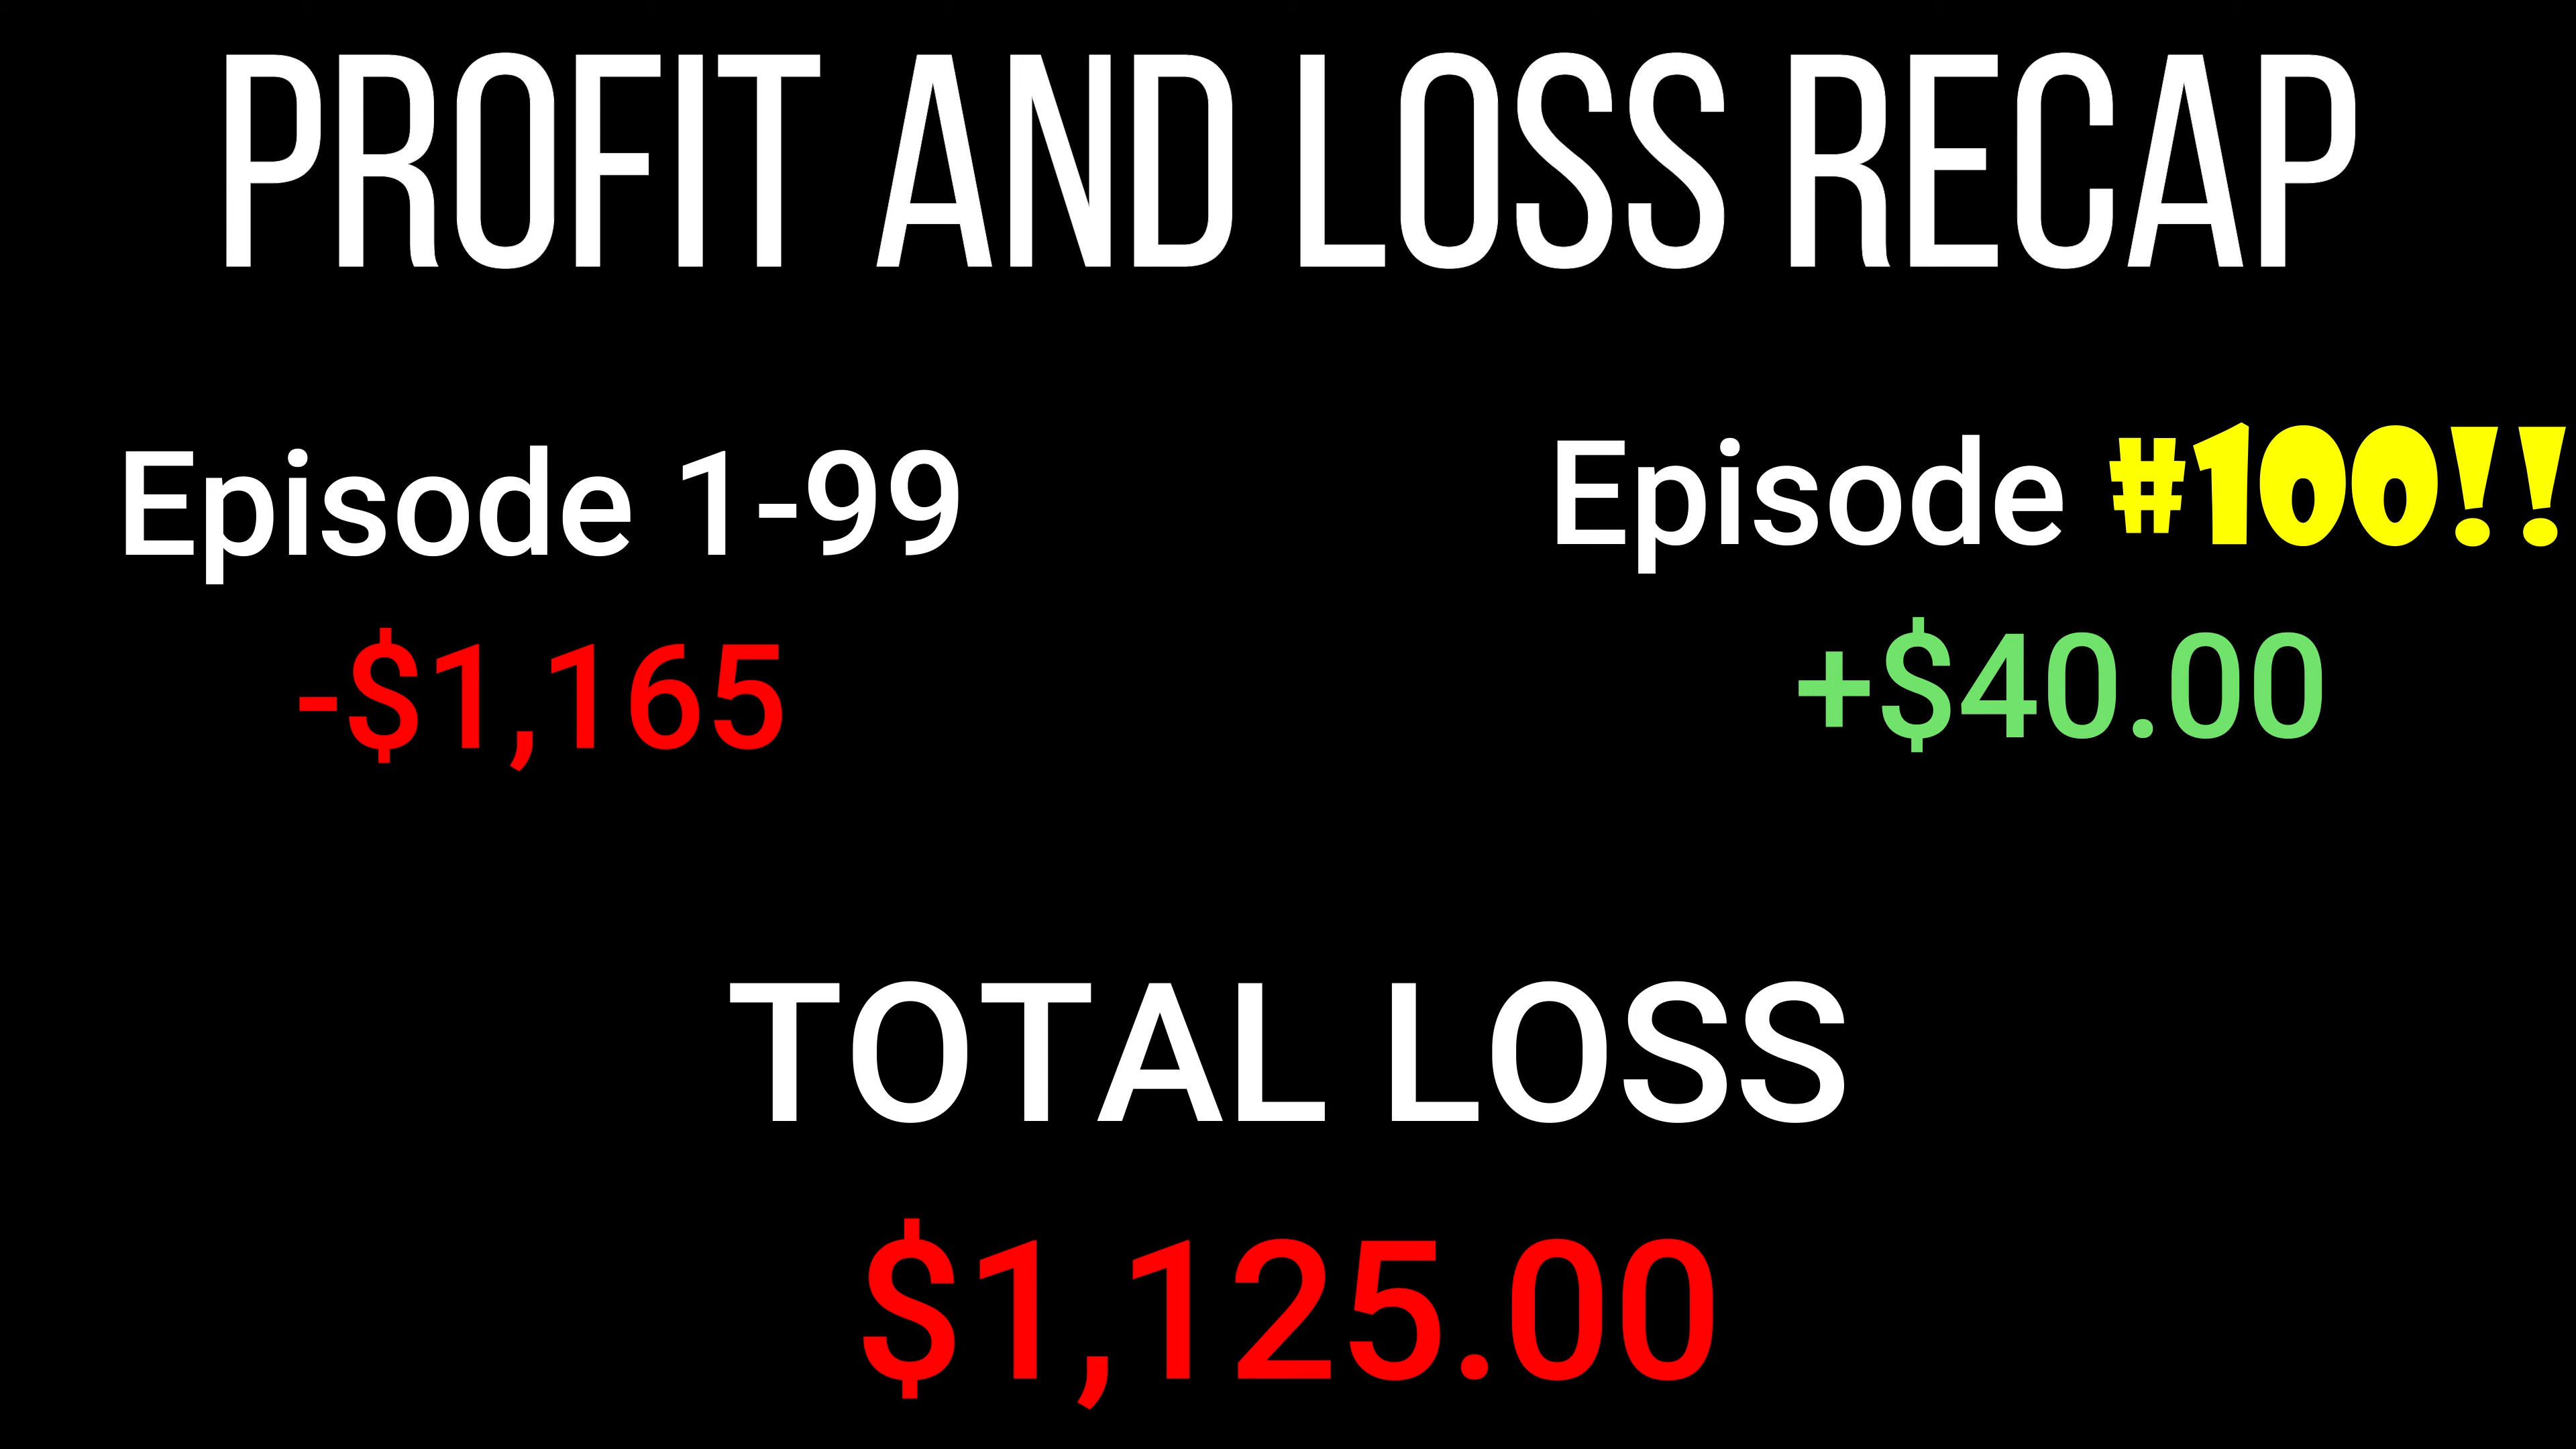 PROFIT AND LOSS RECAP
Episode 1-99
-$1,165
Episode #100!!
+$40.00
TOTAL LOSS
$1,125.00